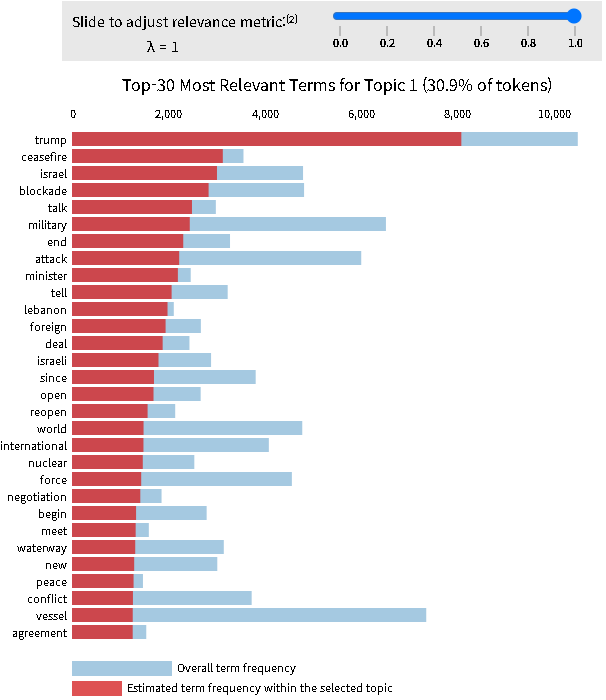 Slide to adjust relevance metric:(2)
λ = 1
0.0 0.2 0.4 0.6 0.8 1.0
Top-30 Most Relevant Terms for Topic 1 (30.9% of tokens)
0 2,000 4,000 6,000 8,000 10,000
trump
ceasefire
israel
blockade
talk
military
end
attack
minister
tell
lebanon
foreign
deal
israeli
since
open
reopen
world
international
nuclear
force
negotiation
begin
meet
waterway
new
peace
conflict
vessel
agreement
Overall term frequency
Estimated term frequency within the selected topic